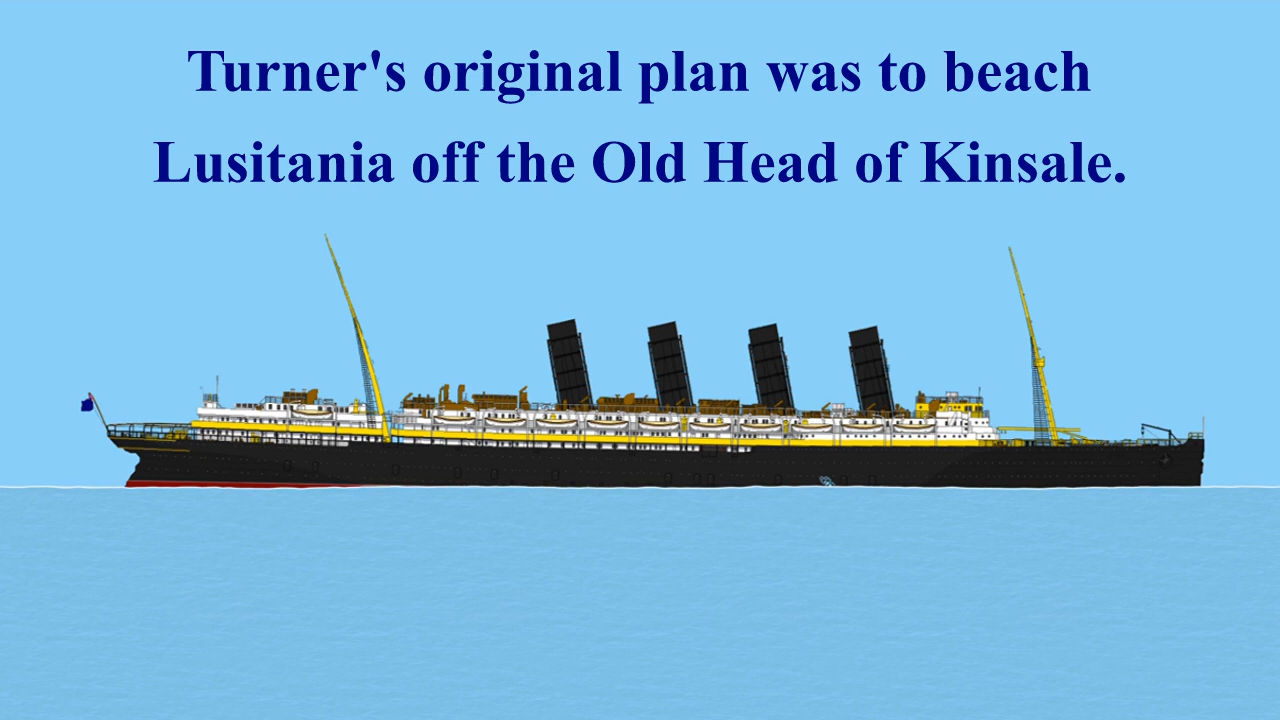 Turner's original plan was to beach
Lusitania off the Old Head of Kinsale.